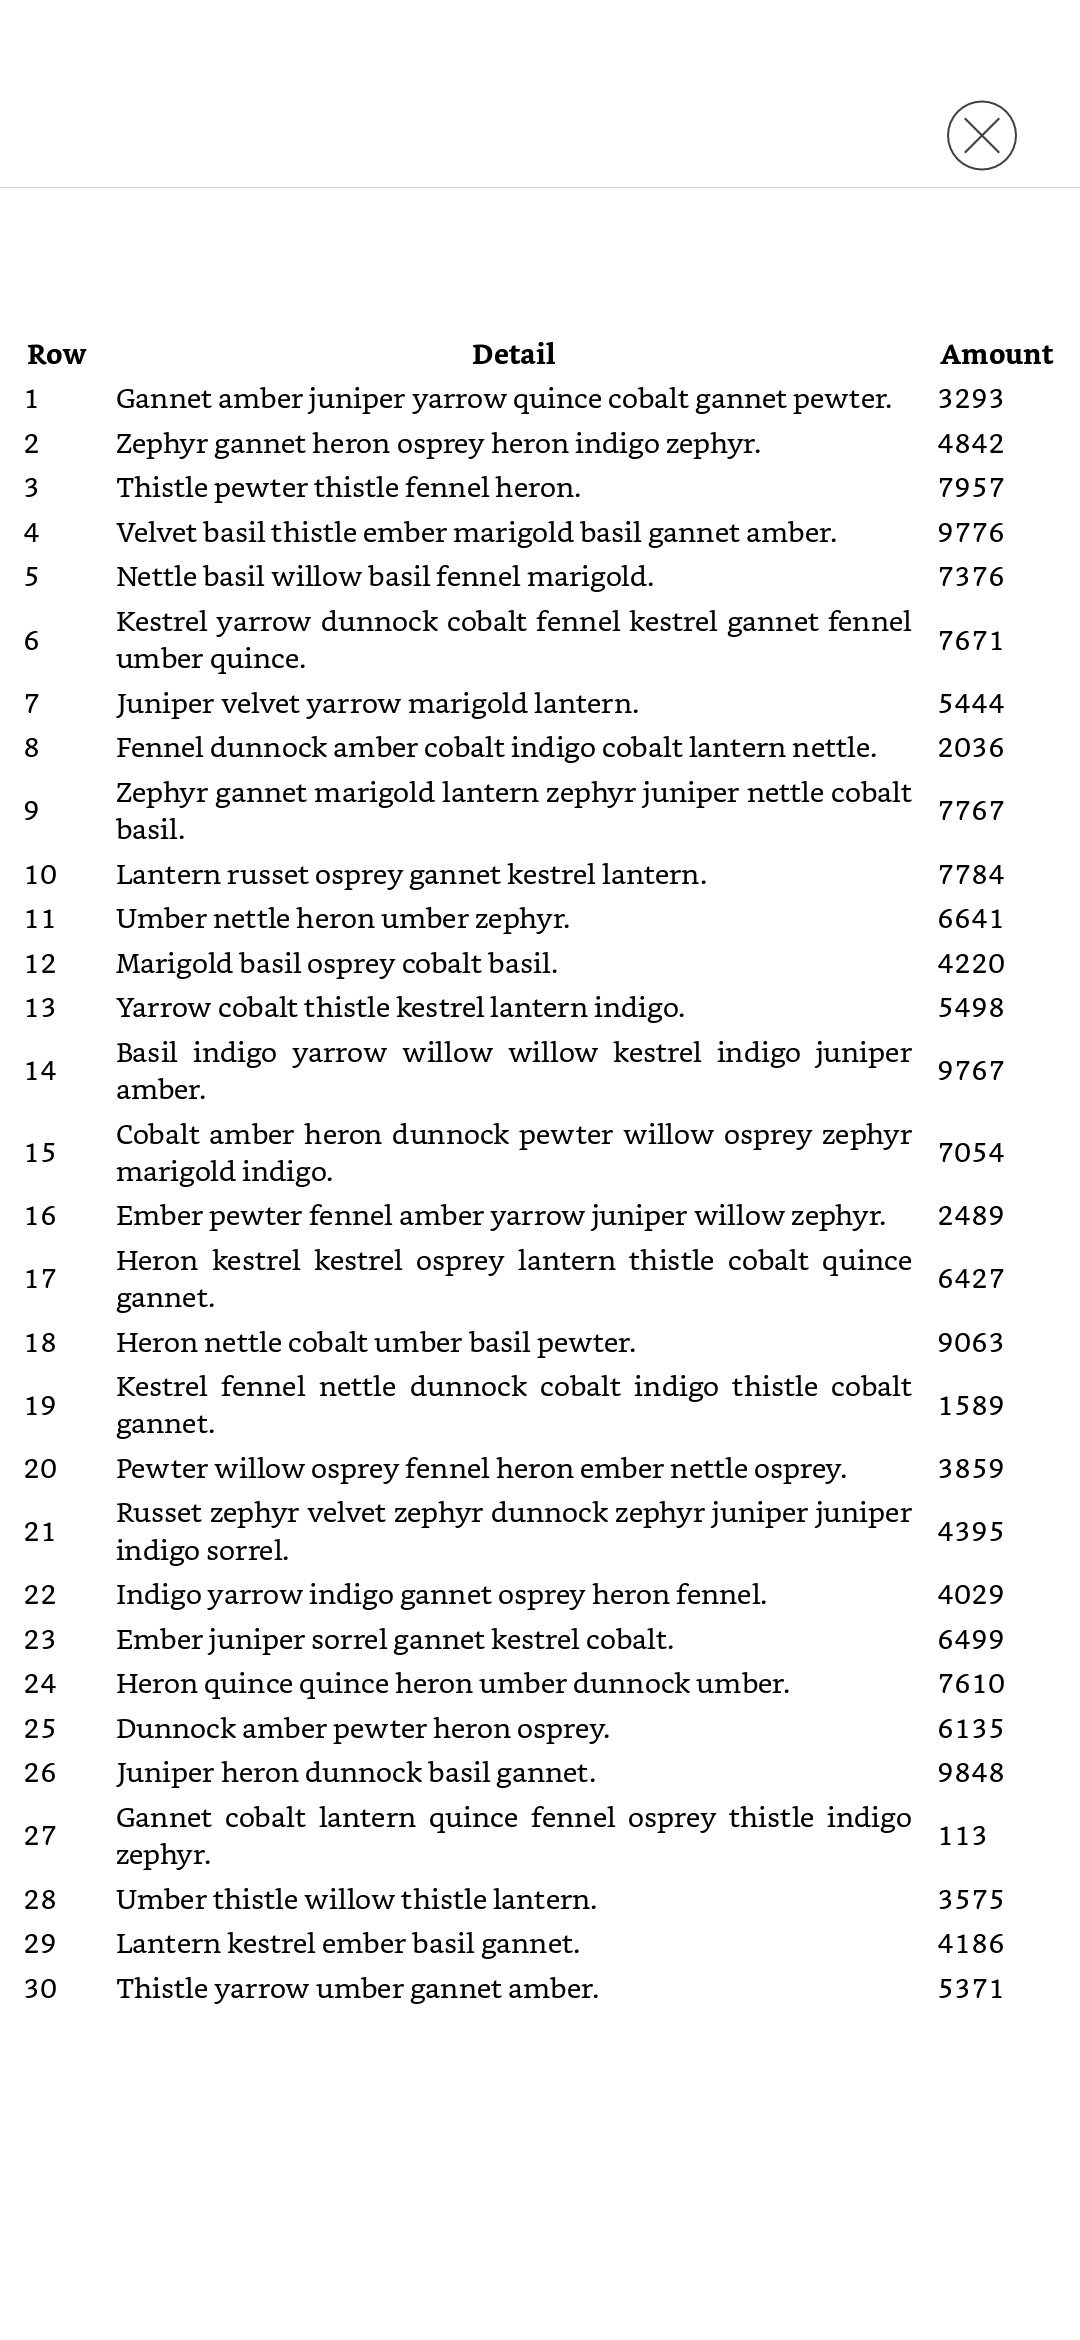 Row Detail Amount
1 Gannet amber juniper yarrow quince cobalt gannet pewter. 3293
2 Zephyr gannet heron osprey heron indigo zephyr. 4842
3 Thistle pewter thistle fennel heron. 7957
4 Velvet basil thistle ember marigold basil gannet amber. 9776
5 Nettle basil willow basil fennel marigold. 7376
6 Kestrel yarrow dunnock cobalt fennel kestrel gannet fennel
umber quince. 7671
7 Juniper velvet yarrow marigold lantern. 5444
8 Fennel dunnock amber cobalt indigo cobalt lantern nettle. 2036
9 Zephyr gannet marigold lantern zephyr juniper nettle cobalt
basil. 7767
10 Lantern russet osprey gannet kestrel lantern. 7784
11 Umber nettle heron umber zephyr. 6641
12 Marigold basil osprey cobalt basil. 4220
13 Yarrow cobalt thistle kestrel lantern indigo. 5498
14 Basil indigo yarrow willow willow kestrel indigo juniper
amber. 9767
15 Cobalt amber heron dunnock pewter willow osprey zephyr
marigold indigo. 7054
16 Ember pewter fennel amber yarrow juniper willow zephyr. 2489
17 Heron kestrel kestrel osprey lantern thistle cobalt quince
gannet. 6427
18 Heron nettle cobalt umber basil pewter. 9063
19 Kestrel fennel nettle dunnock cobalt indigo thistle cobalt
gannet. 1589
20 Pewter willow osprey fennel heron ember nettle osprey. 3859
21 Russet zephyr velvet zephyr dunnock zephyr juniper juniper
indigo sorrel. 4395
22 Indigo yarrow indigo gannet osprey heron fennel. 4029
23 Ember juniper sorrel gannet kestrel cobalt. 6499
24 Heron quince quince heron umber dunnock umber. 7610
25 Dunnock amber pewter heron osprey. 6135
26 Juniper heron dunnock basil gannet. 9848
27 Gannet cobalt lantern quince fennel osprey thistle indigo
zephyr. 113
28 Umber thistle willow thistle lantern. 3575
29 Lantern kestrel ember basil gannet. 4186
30 Thistle yarrow umber gannet amber. 5371